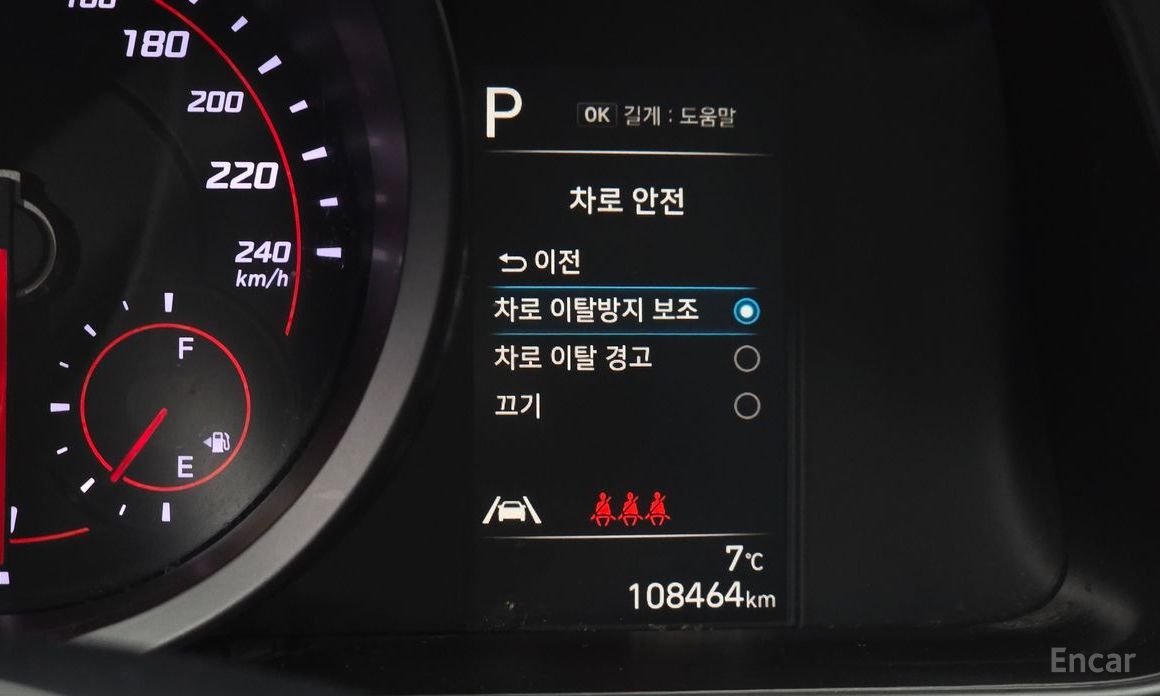 180
200
220
240
km/h
F
E
P
OK 길게 : 도움말
차로 안전
이전
차로 이탈방지 보조
차로 이탈 경고
끄기
7°C
108464km
Encar